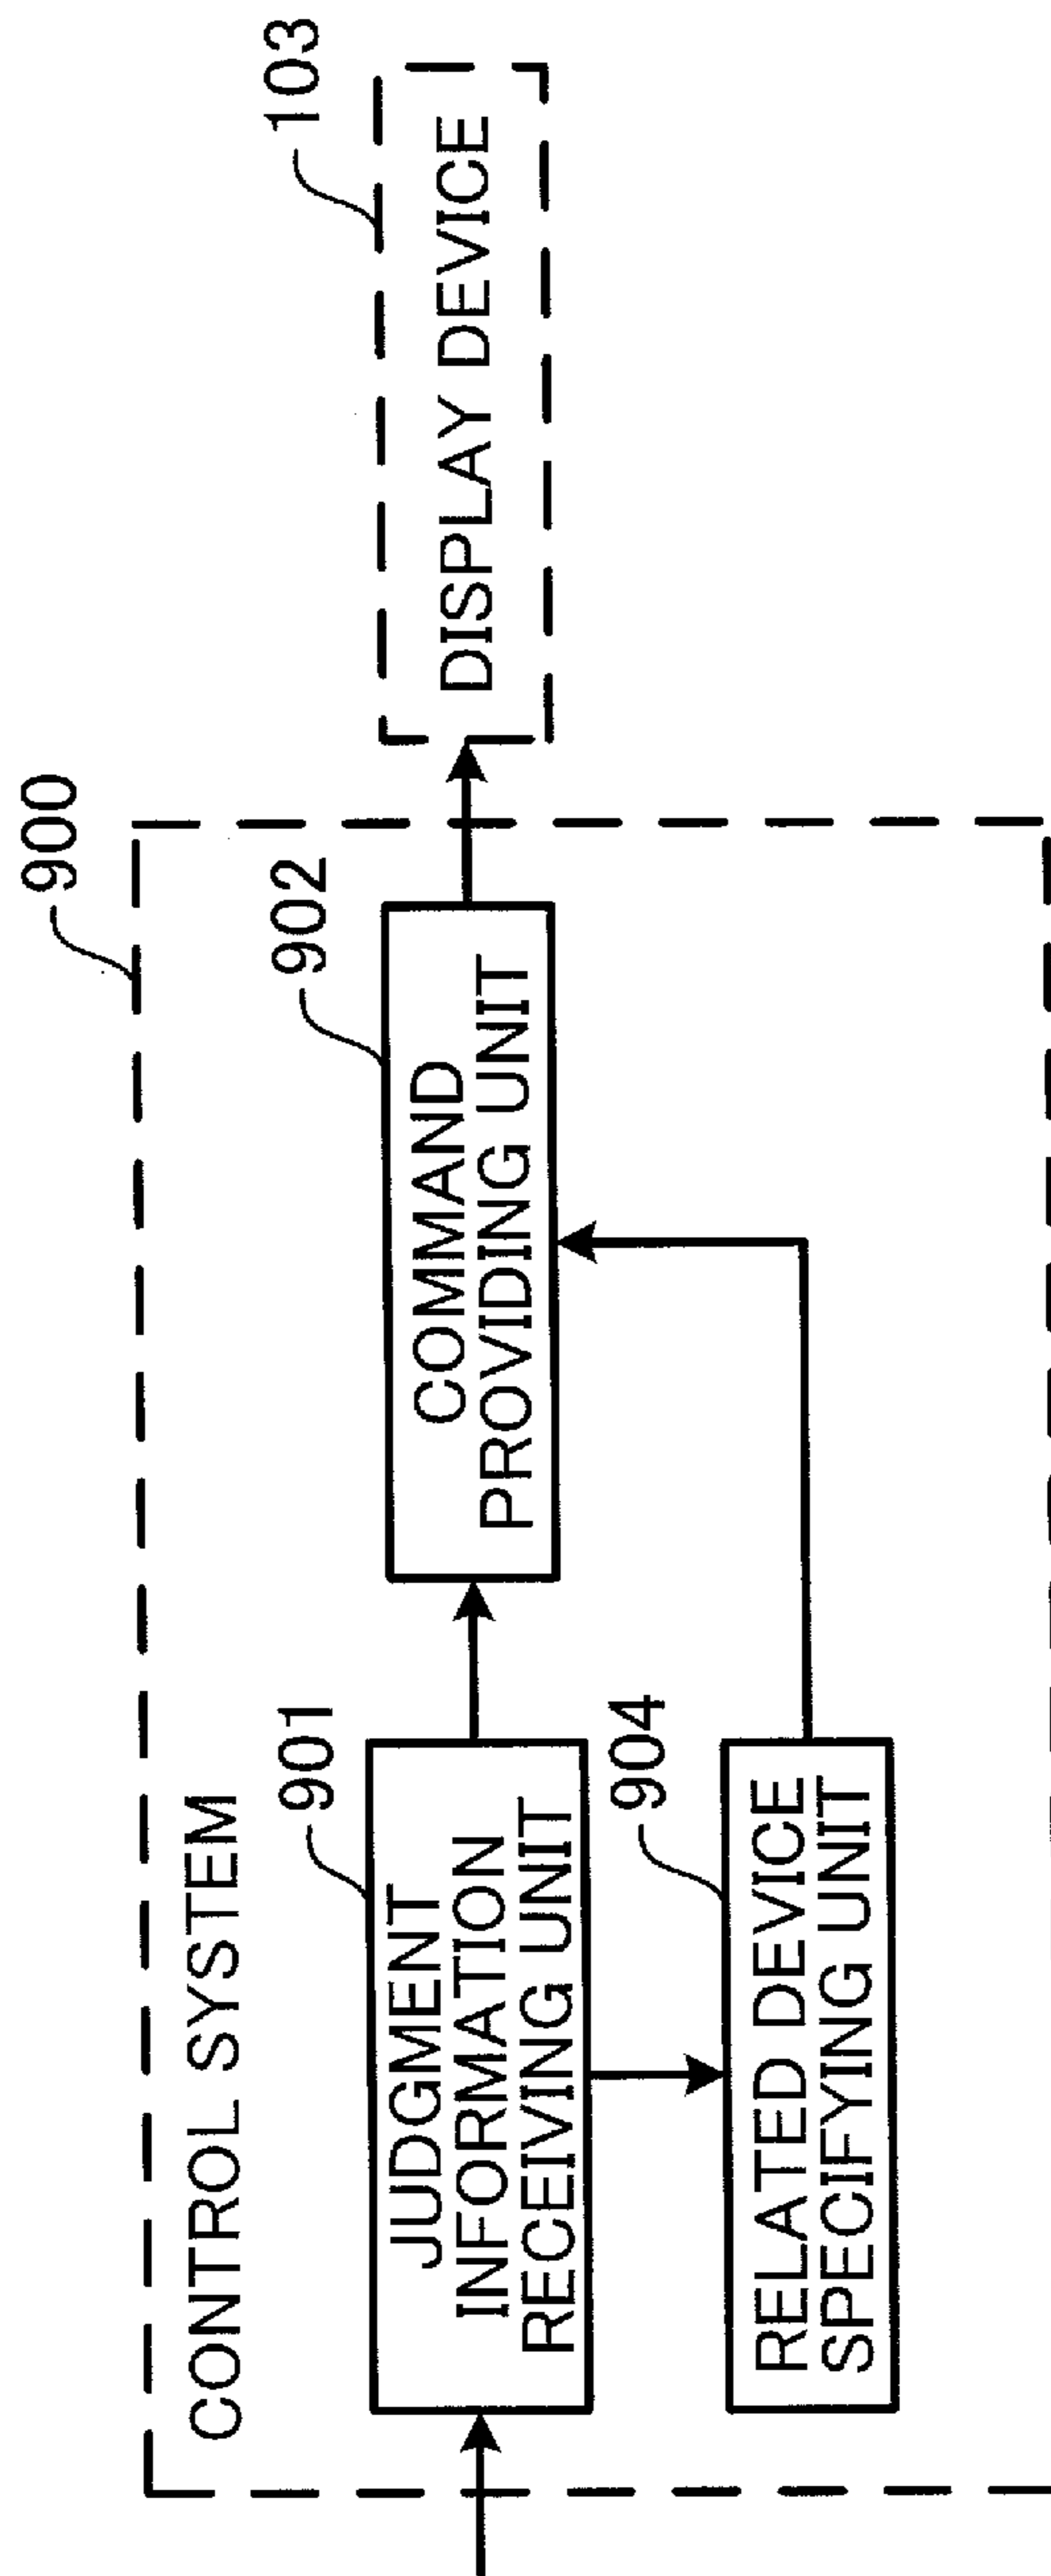 900
CONTROL SYSTEM
901
JUDGMENT
INFORMATION
RECEIVING UNIT
902
COMMAND
PROVIDING UNIT
103
DISPLAY DEVICE
904
RELATED DEVICE
SPECIFYING UNIT